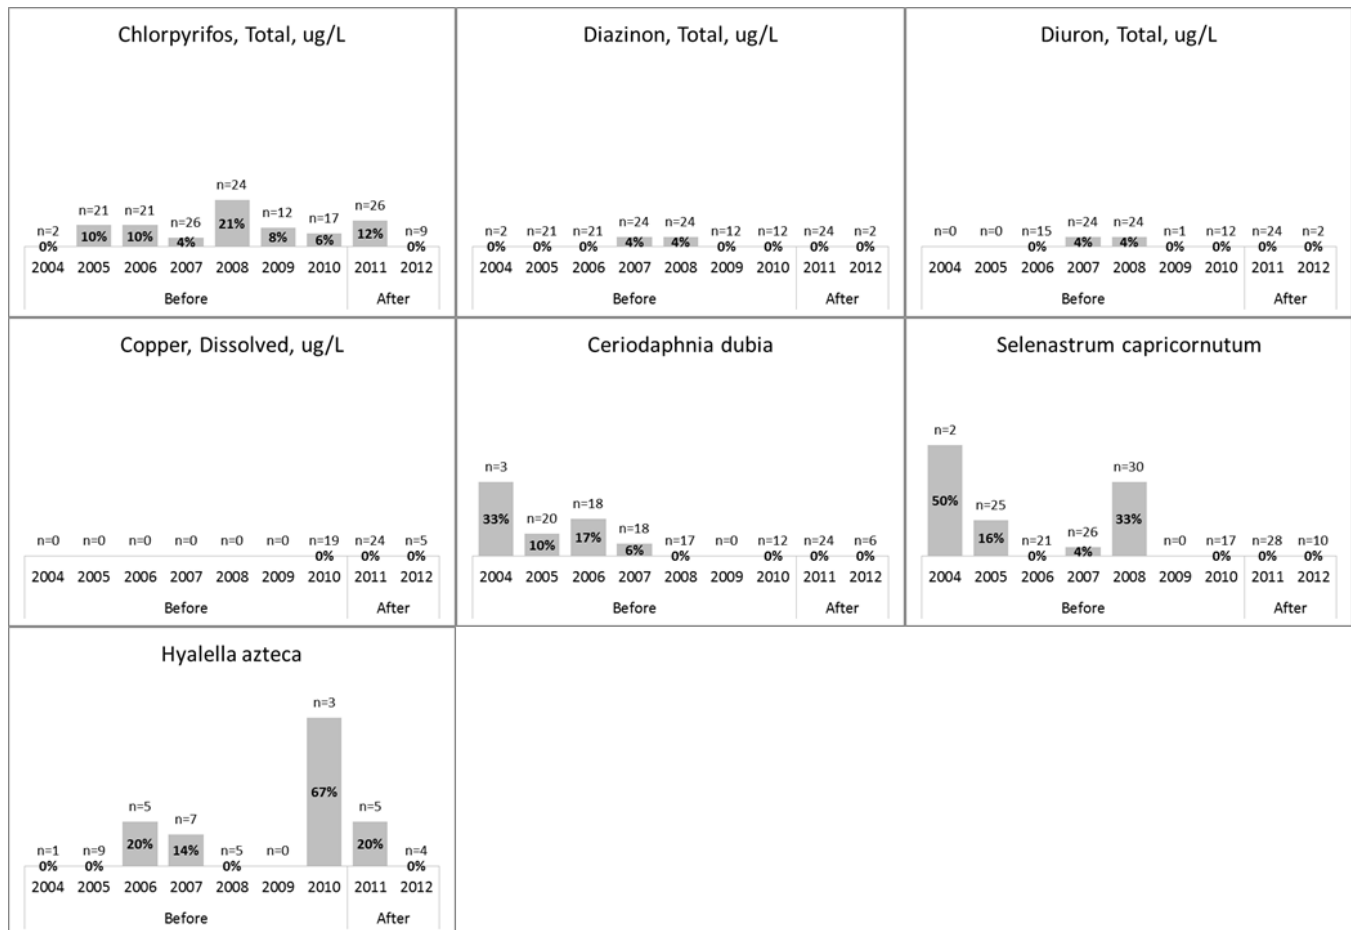 Chlorpyrifos, Total, ug/L
n=2 n=21 n=21 n=26 n=24 n=12 n=17 n=26 n=9
0% 10% 10% 4% 21% 8% 6% 12% 0%
2004 2005 2006 2007 2008 2009 2010 2011 2012
Before After
Diazinon, Total, ug/L
n=2 n=21 n=21 n=24 n=24 n=12 n=12 n=24 n=2
0% 0% 0% 4% 4% 0% 0% 0% 0%
2004 2005 2006 2007 2008 2009 2010 2011 2012
Before After
Diuron, Total, ug/L
n=0 n=0 n=15 n=24 n=24 n=1 n=12 n=24 n=2
0% 4% 4% 0% 0% 0% 0%
2004 2005 2006 2007 2008 2009 2010 2011 2012
Before After
Copper, Dissolved, ug/L
n=0 n=0 n=0 n=0 n=0 n=0 n=19 n=24 n=5
0% 0% 0%
2004 2005 2006 2007 2008 2009 2010 2011 2012
Before After
Ceriodaphnia dubia
n=3 n=20 n=18 n=18 n=17 n=0 n=12 n=24 n=6
33% 10% 17% 6% 0% 0% 0% 0%
2004 2005 2006 2007 2008 2009 2010 2011 2012
Before After
Selenastrum capricornutum
n=2 n=25 n=21 n=26 n=30 n=0 n=17 n=28 n=10
50% 16% 0% 4% 33% 0% 0% 0%
2004 2005 2006 2007 2008 2009 2010 2011 2012
Before After
Hyalella azteca
n=1 n=9 n=5 n=7 n=5 n=0 n=3 n=5 n=4
0% 0% 20% 14% 0% 67% 20% 0%
2004 2005 2006 2007 2008 2009 2010 2011 2012
Before After